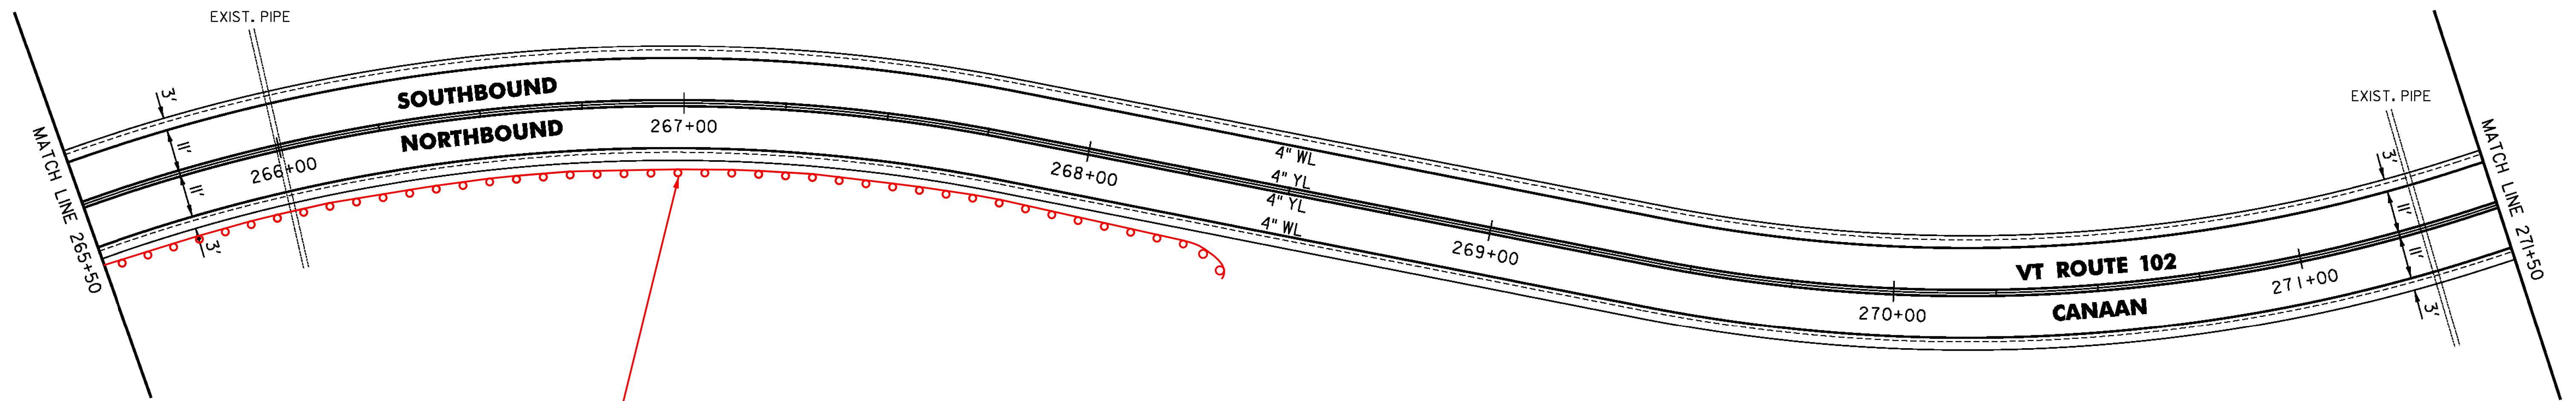 EXIST. PIPE
3'
SOUTHBOUND
11'
NORTHBOUND
267+00
266+00
11'
3'
MATCH LINE 265+50
268+00
4" WL
4" YL
4" YL
4" WL
269+00
EXIST. PIPE
3'
11'
VT ROUTE 102
271+00
11'
270+00
CANAAN
3'
MATCH LINE 271+50